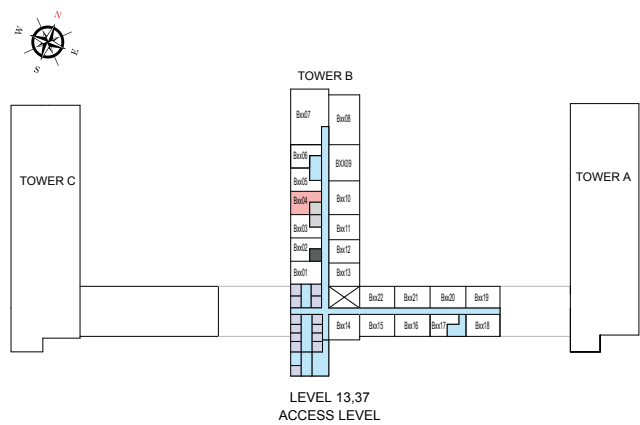 N
W
E
S
TOWER B
Bxx07
Bxx08
Bxx06
BXX09
Bxx05
TOWER C
TOWER A
Bxx04
Bxx10
Bxx03
Bxx11
Bxx02
Bxx12
Bxx01
Bxx13
Bxx22
Bxx21
Bxx20
Bxx19
Bxx14
Bxx15
Bxx16
Bxx17
Bxx18
LEVEL 13,37
ACCESS LEVEL